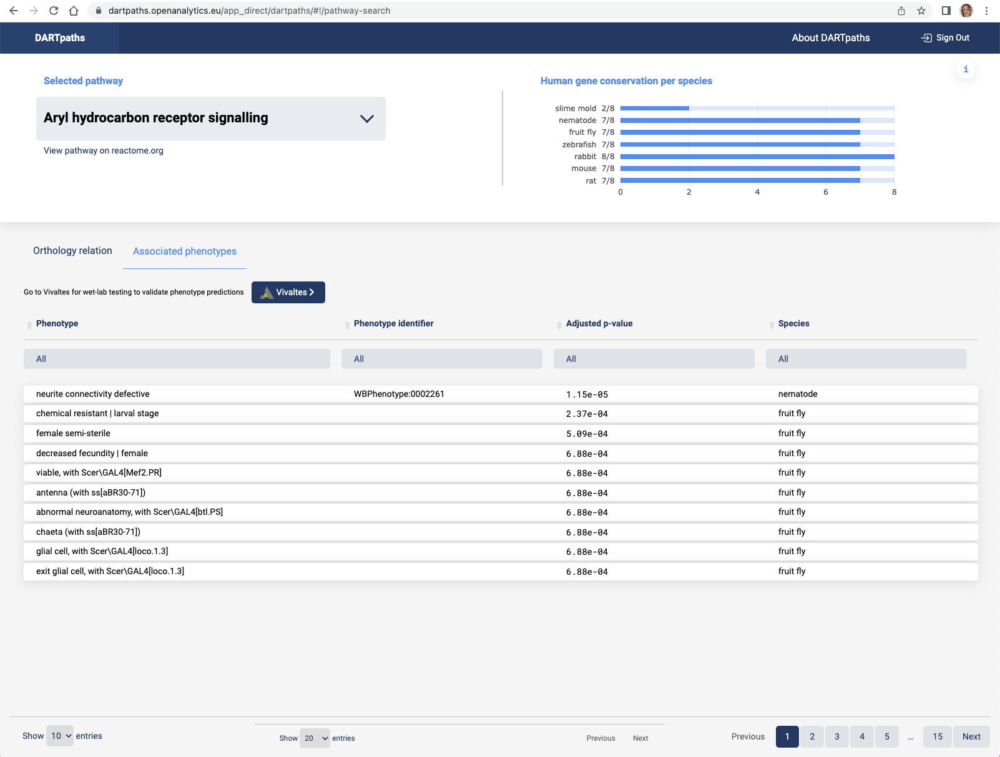 dartpaths.openanalytics.eu/app_direct/dartpaths/#!/pathway-search
DARTpaths
About DARTpaths
Sign Out
i
Selected pathway
Aryl hydrocarbon receptor signalling
View pathway on reactome.org
Human gene conservation per species
slime mold 2/8
nematode 7/8
fruit fly 7/8
zebrafish 7/8
rabbit 8/8
mouse 7/8
rat 7/8
0 2 4 6 8
Orthology relation Associated phenotypes
Go to Vivaltes for wet-lab testing to validate phenotype predictions Vivaltes
Phenotype Phenotype identifier Adjusted p-value Species
All All All All
neurite connectivity defective WBPhenotype:0002261 1.15e-05 nematode
chemical resistant | larval stage 2.37e-04 fruit fly
female semi-sterile 5.09e-04 fruit fly
decreased fecundity | female 6.88e-04 fruit fly
viable, with Scer\GAL4[Mef2.PR] 6.88e-04 fruit fly
antenna (with ss[aBR30-71]) 6.88e-04 fruit fly
abnormal neuroanatomy, with Scer\GAL4[btl.PS] 6.88e-04 fruit fly
chaeta (with ss[aBR30-71]) 6.88e-04 fruit fly
glial cell, with Scer\GAL4[loco.1.3] 6.88e-04 fruit fly
exit glial cell, with Scer\GAL4[loco.1.3] 6.88e-04 fruit fly
Show 10 entries
Show 20 entries
Previous Next
Previous 1 2 3 4 5 ... 15 Next